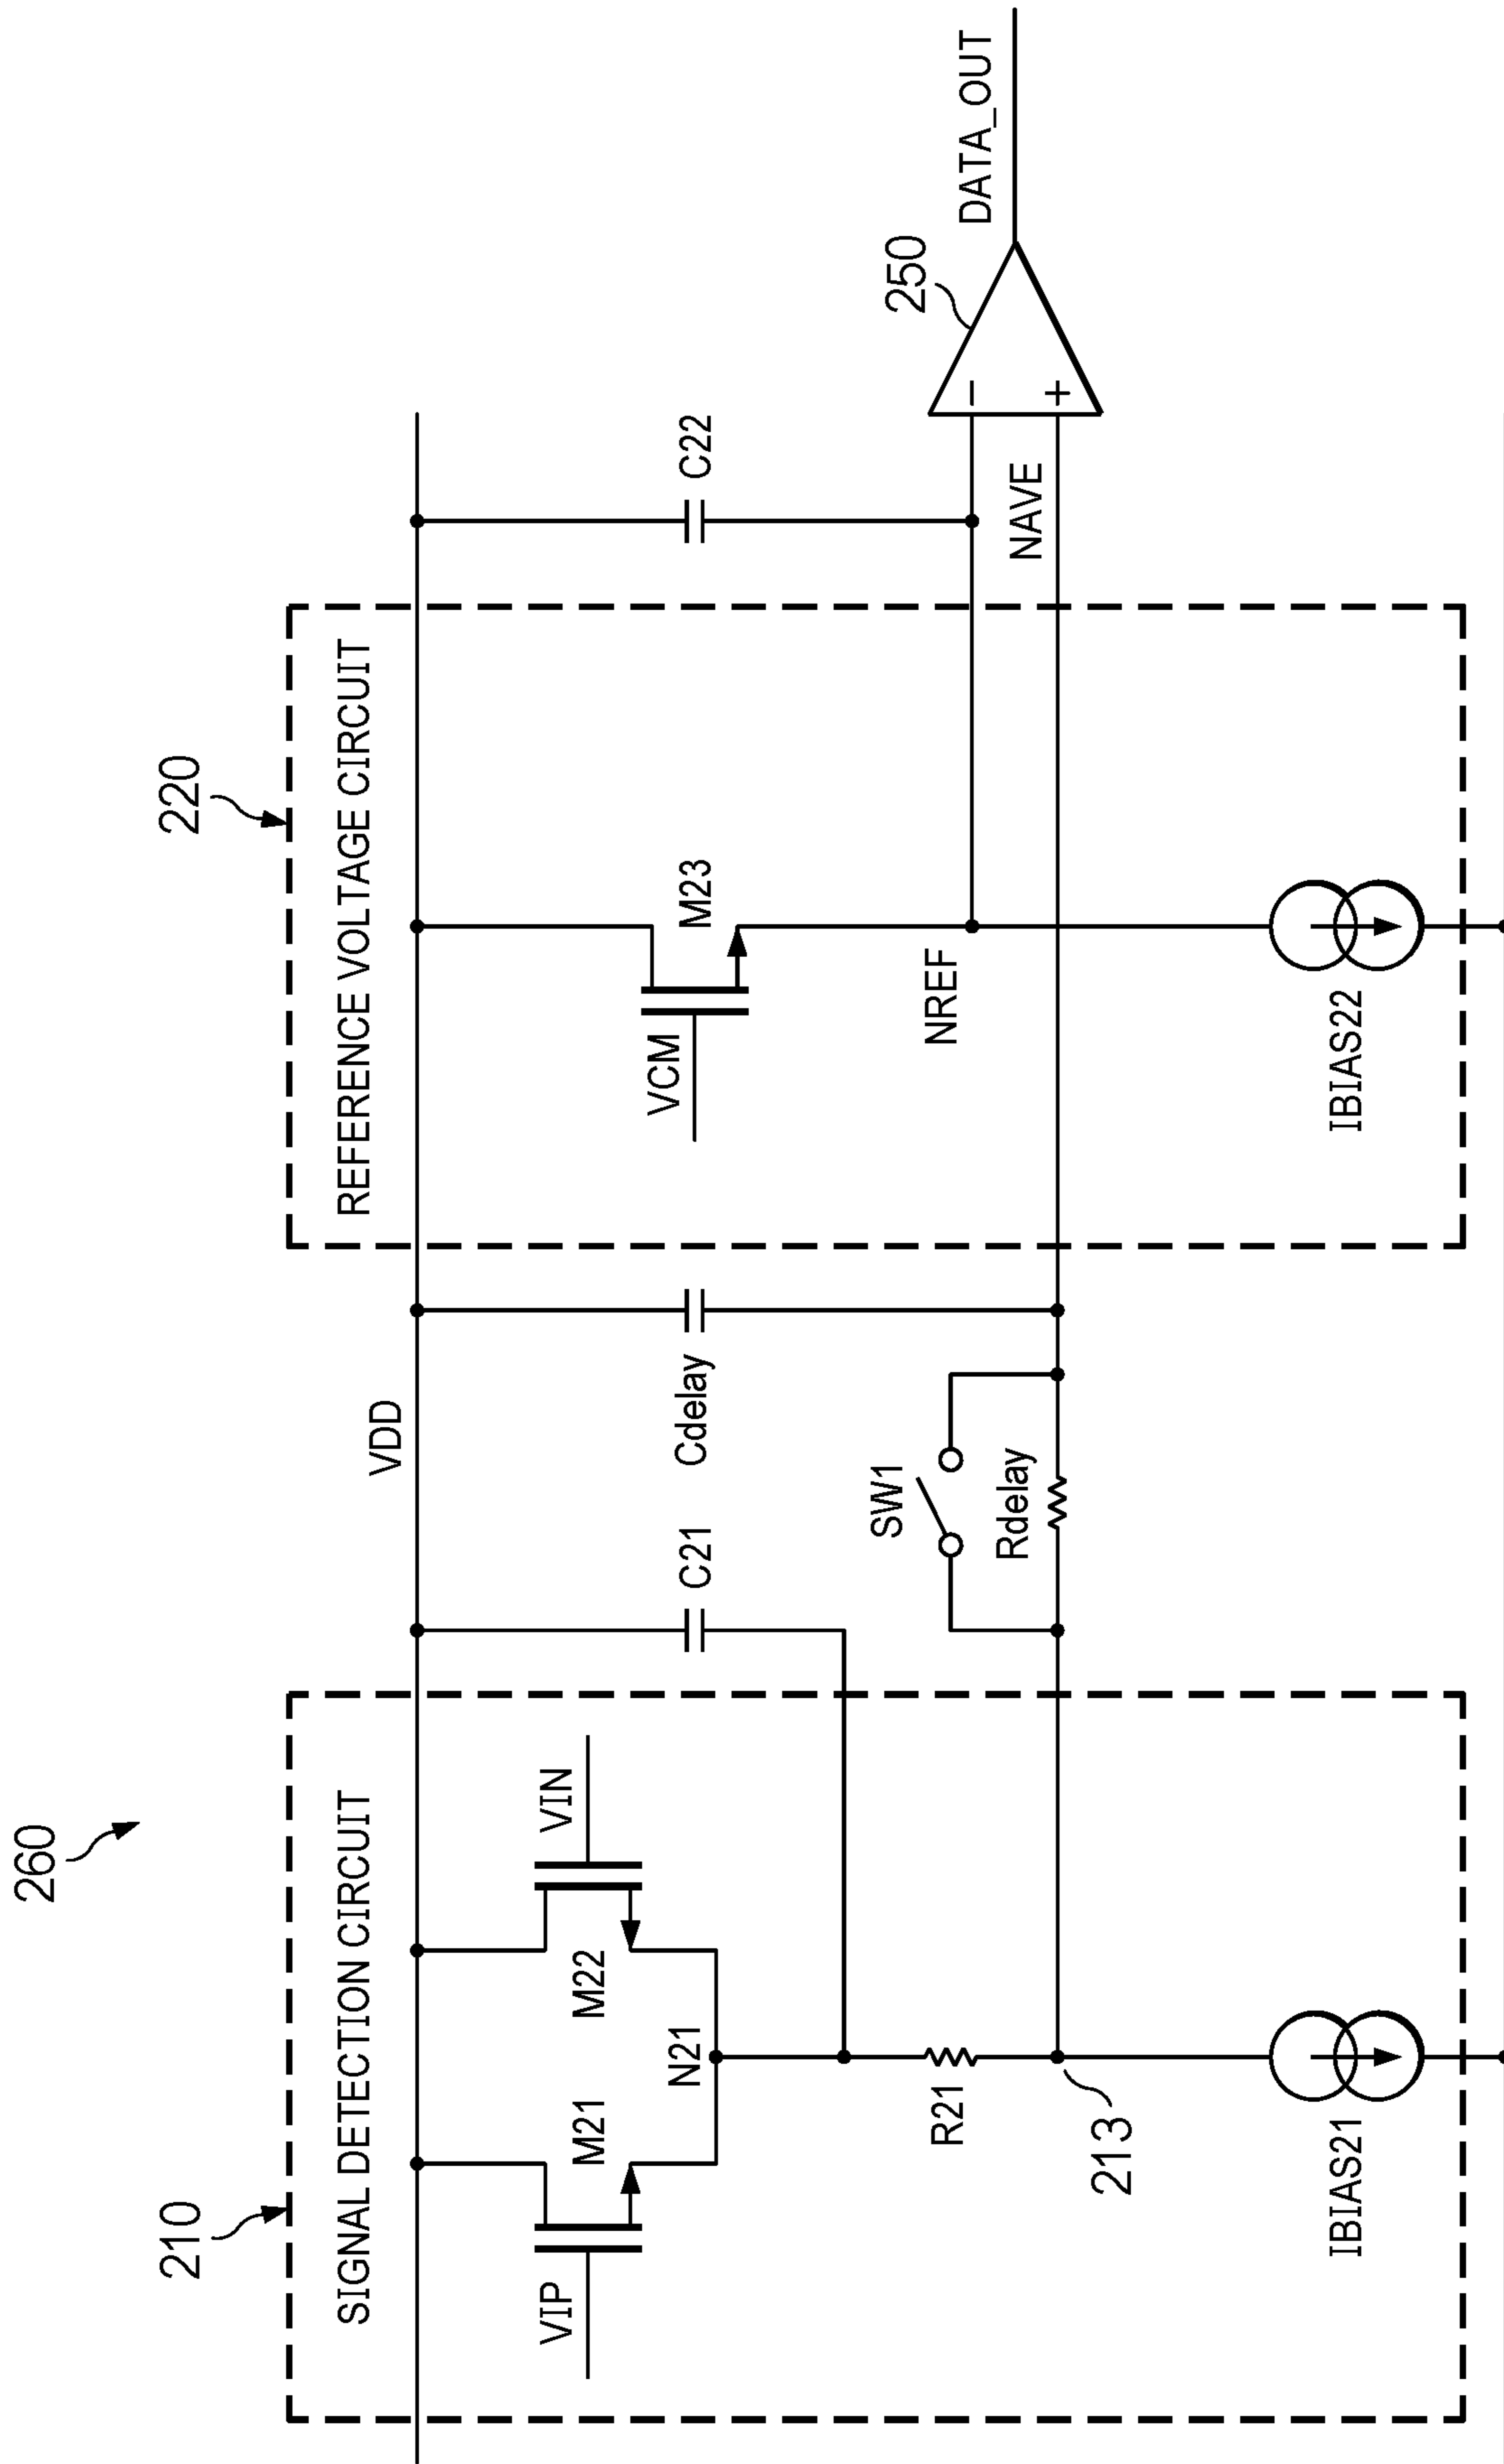 260
210
220
SIGNAL DETECTION CIRCUIT
REFERENCE VOLTAGE CIRCUIT
VDD
VIP
M21
M22
VIN
N21
C21
Cdelay
VCM
M23
C22
R21
SW1
Rdelay
NREF
NAVE
250
-
+
DATA_OUT
213
IBIAS21
IBIAS22